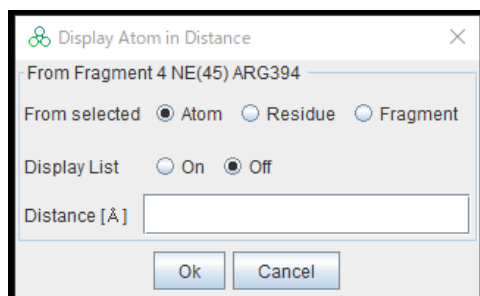 Display Atom in Distance
From Fragment 4 NE(45) ARG394
From selected Atom Residue Fragment
Display List On Off
Distance [Å]
Ok Cancel